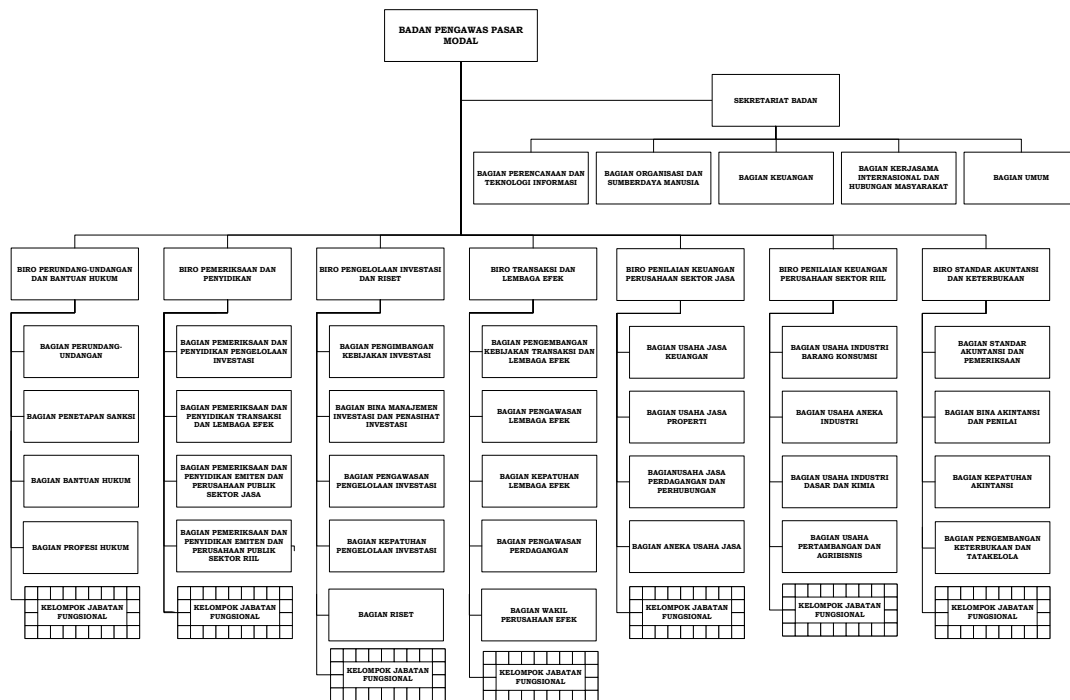 BADAN PENGAWAS PASAR
MODAL
SEKRETARIAT BADAN
BAGIAN PERENCANAAN DAN
TEKNOLOGI INFORMASI
BAGIAN ORGANISASI DAN
SUMBERDAYA MANUSIA
BAGIAN KEUANGAN
BAGIAN KERJASAMA
INTERNASIONAL DAN
HUBUNGAN MASYARAKAT
BAGIAN UMUM
BIRO PERUNDANG-UNDANGAN
DAN BANTUAN HUKUM
BAGIAN PERUNDANG-
UNDANGAN
BAGIAN PENETAPAN SANKSI
BAGIAN BANTUAN HUKUM
BAGIAN PROFESI HUKUM
KELOMPOK JABATAN
FUNGSIONAL
BIRO PEMERIKSAAN DAN
PENYIDIKAN
BAGIAN PEMERIKSAAN DAN
PENYIDIKAN PENGELOLAAN
INVESTASI
BAGIAN PEMERIKSAAN DAN
PENYIDIKAN TRANSAKSI
DAN LEMBAGA EFEK
BAGIAN PEMERIKSAAN DAN
PENYIDIKAN EMITEN DAN
PERUSAHAAN PUBLIK
SEKTOR JASA
BAGIAN PEMERIKSAAN DAN
PENYIDIKAN EMITEN DAN
PERUSAHAAN PUBLIK
SEKTOR RIIL
KELOMPOK JABATAN
FUNGSIONAL
BIRO PENGELOLAAN INVESTASI
DAN RISET
BAGIAN PENGIMBANGAN
KEBIJAKAN INVESTASI
BAGIAN BINA MANAJEMEN
INVESTASI DAN PENASIHAT
INVESTASI
BAGIAN PENGAWASAN
PENGELOLAAN INVESTASI
BAGIAN KEPATUHAN
PENGELOLAAN INVESTASI
BAGIAN RISET
KELOMPOK JABATAN
FUNGSIONAL
BIRO TRANSAKSI DAN
LEMBAGA EFEK
BAGIAN PENGEMBANGAN
KEBIJAKAN TRANSAKSI DAN
LEMBAGA EFEK
BAGIAN PENGAWASAN
LEMBAGA EFEK
BAGIAN KEPATUHAN
LEMBAGA EFEK
BAGIAN PENGAWASAN
PERDAGANGAN
BAGIAN WAKIL
PERUSAHAAN EFEK
KELOMPOK JABATAN
FUNGSIONAL
BIRO PENILAIAN KEUANGAN
PERUSAHAAN SEKTOR JASA
BAGIAN USAHA JASA
KEUANGAN
BAGIAN USAHA JASA
PROPERTI
BAGIANUSAHA JASA
PERDAGANGAN DAN
PERHUBUNGAN
BAGIAN ANEKA USAHA JASA
KELOMPOK JABATAN
FUNGSIONAL
BIRO PENILAIAN KEUANGAN
PERUSAHAAN SEKTOR RIIL
BAGIAN USAHA INDUSTRI
BARANG KONSUMSI
BAGIAN USAHA ANEKA
INDUSTRI
BAGIAN USAHA INDUSTRI
DASAR DAN KIMIA
BAGIAN USAHA
PERTAMBANGAN DAN
AGRIBISNIS
KELOMPOK JABATAN
FUNGSIONAL
BIRO STANDAR AKUNTANSI
DAN KETERBUKAAN
BAGIAN STANDAR
AKUNTANSI DAN
PEMERIKSAAN
BAGIAN BINA AKINTANSI
DAN PENILAI
BAGIAN KEPATUHAN
AKINTANSI
BAGIAN PENGEMBANGAN
KETERBUKAAN DAN
TATAKELOLA
KELOMPOK JABATAN
FUNGSIONAL